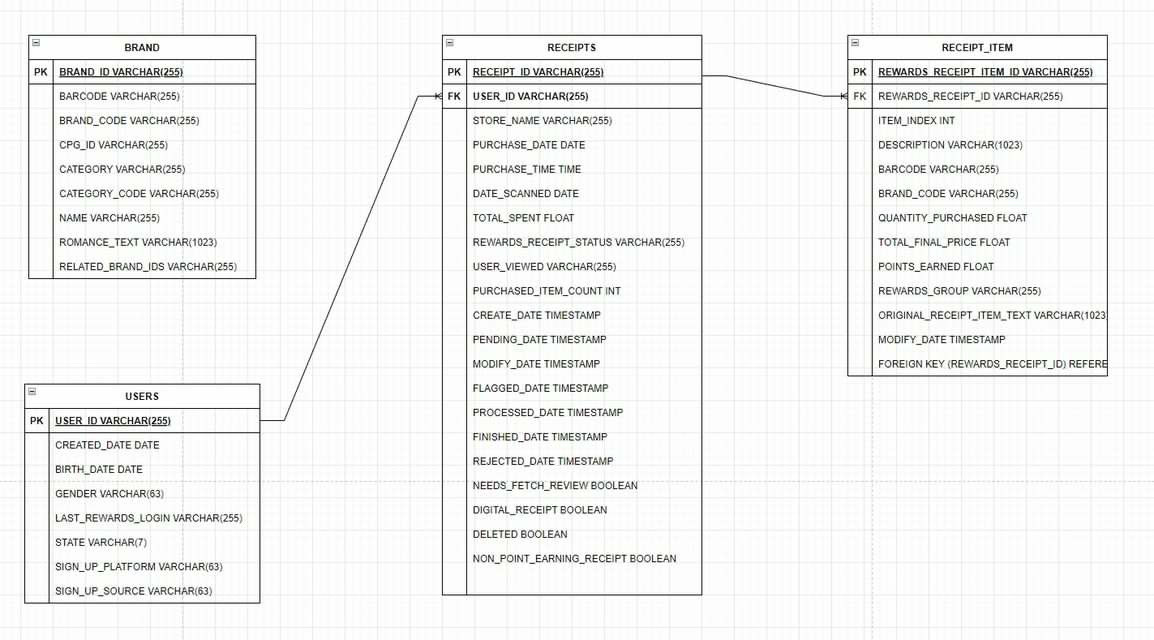 BRAND
PK BRAND_ID VARCHAR(255)
BARCODE VARCHAR(255)
BRAND_CODE VARCHAR(255)
CPG_ID VARCHAR(255)
CATEGORY VARCHAR(255)
CATEGORY_CODE VARCHAR(255)
NAME VARCHAR(255)
ROMANCE_TEXT VARCHAR(1023)
RELATED_BRAND_IDS VARCHAR(255)
USERS
PK USER_ID VARCHAR(255)
CREATED_DATE DATE
BIRTH_DATE DATE
GENDER VARCHAR(63)
LAST_REWARDS_LOGIN VARCHAR(255)
STATE VARCHAR(7)
SIGN_UP_PLATFORM VARCHAR(63)
SIGN_UP_SOURCE VARCHAR(63)
RECEIPTS
PK RECEIPT_ID VARCHAR(255)
FK USER_ID VARCHAR(255)
STORE_NAME VARCHAR(255)
PURCHASE_DATE DATE
PURCHASE_TIME TIME
DATE_SCANNED DATE
TOTAL_SPENT FLOAT
REWARDS_RECEIPT_STATUS VARCHAR(255)
USER_VIEWED VARCHAR(255)
PURCHASED_ITEM_COUNT INT
CREATE_DATE TIMESTAMP
PENDING_DATE TIMESTAMP
MODIFY_DATE TIMESTAMP
FLAGGED_DATE TIMESTAMP
PROCESSED_DATE TIMESTAMP
FINISHED_DATE TIMESTAMP
REJECTED_DATE TIMESTAMP
NEEDS_FETCH_REVIEW BOOLEAN
DIGITAL_RECEIPT BOOLEAN
DELETED BOOLEAN
NON_POINT_EARNING_RECEIPT BOOLEAN
RECEIPT_ITEM
PK REWARDS_RECEIPT_ITEM_ID VARCHAR(255)
FK REWARDS_RECEIPT_ID VARCHAR(255)
ITEM_INDEX INT
DESCRIPTION VARCHAR(1023)
BARCODE VARCHAR(255)
BRAND_CODE VARCHAR(255)
QUANTITY_PURCHASED FLOAT
TOTAL_FINAL_PRICE FLOAT
POINTS_EARNED FLOAT
REWARDS_GROUP VARCHAR(255)
ORIGINAL_RECEIPT_ITEM_TEXT VARCHAR(1023
MODIFY_DATE TIMESTAMP
FOREIGN KEY (REWARDS_RECEIPT_ID) REFERE